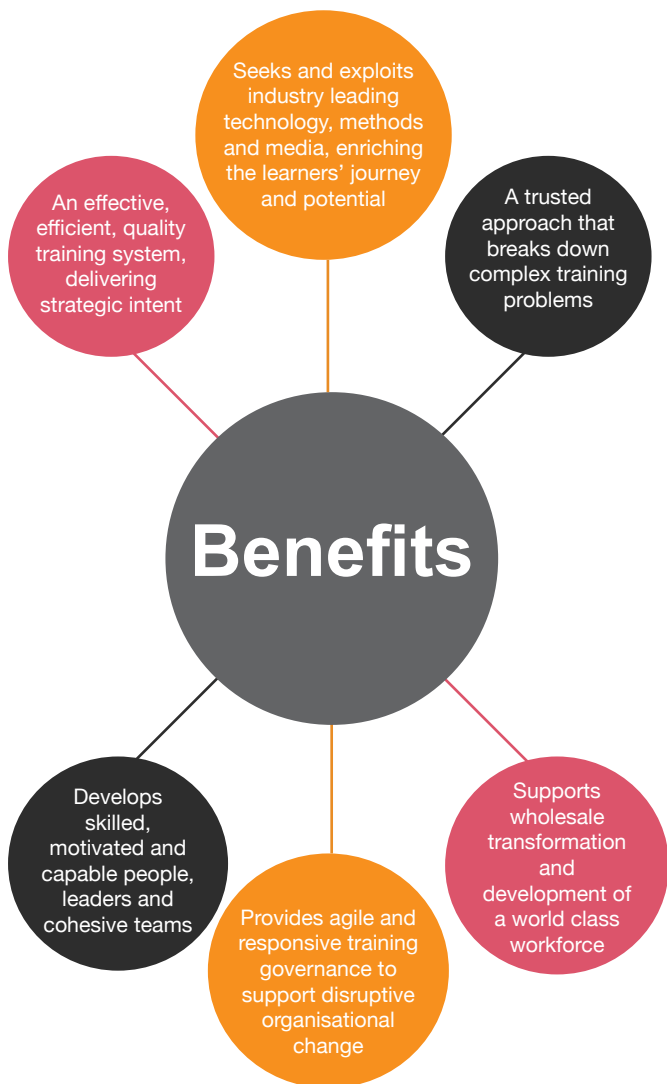 Seeks and exploits
industry leading
technology, methods
and media, enriching
the learners’ journey
and potential
An effective,
efficient, quality
training system,
delivering
strategic intent
A trusted
approach that
breaks down
complex training
problems
Benefits
Develops
skilled,
motivated and
capable people,
leaders and
cohesive teams
Provides agile and
responsive training
governance to
support disruptive
organisational
change
Supports
wholesale
transformation
and
development of
a world class
workforce